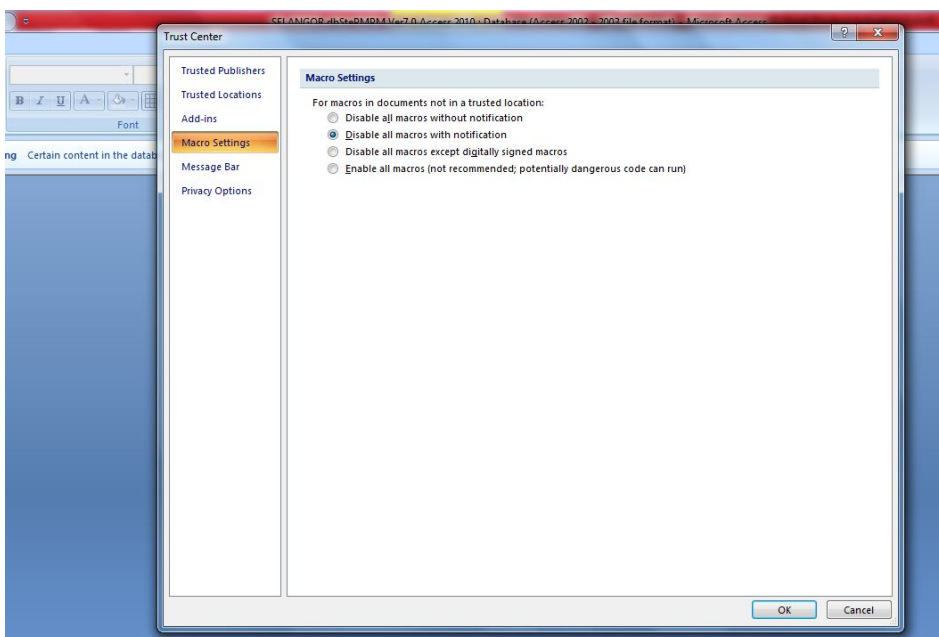 SELANGOR dbStePMPM Ver7.0 Access 2010 : Database (Access 2002 - 2003 file format) - Microsoft Access
Trust Center
B I U A
Font
ng Certain content in the datab
Trusted Publishers
Trusted Locations
Add-ins
Macro Settings
Message Bar
Privacy Options
Macro Settings
For macros in documents not in a trusted location:
Disable all macros without notification
Disable all macros with notification
Disable all macros except digitally signed macros
Enable all macros (not recommended; potentially dangerous code can run)
OK
Cancel